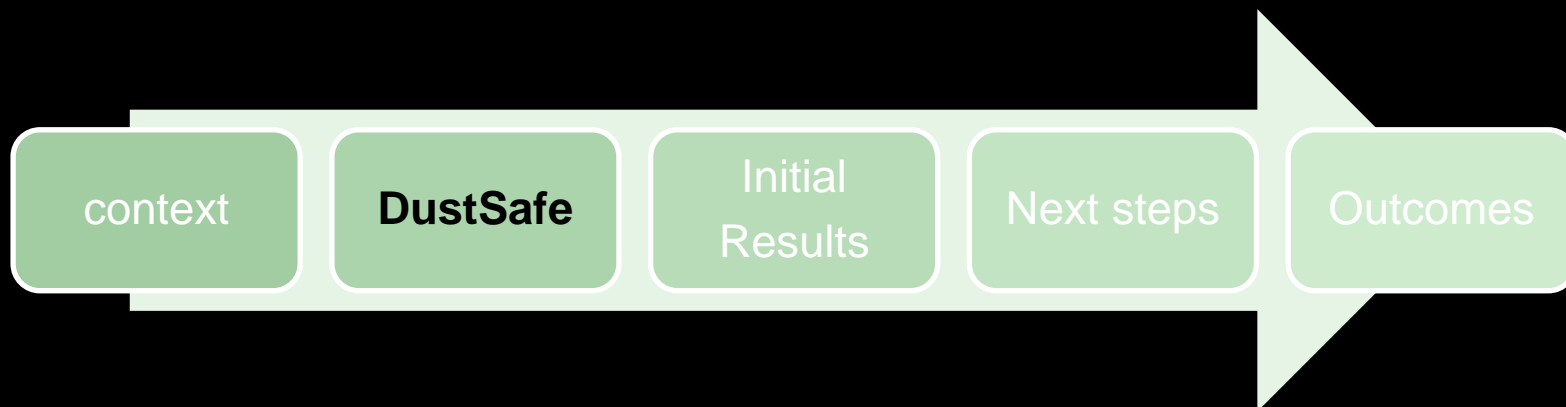 context
DustSafe
Initial
Results
Next steps
Outcomes